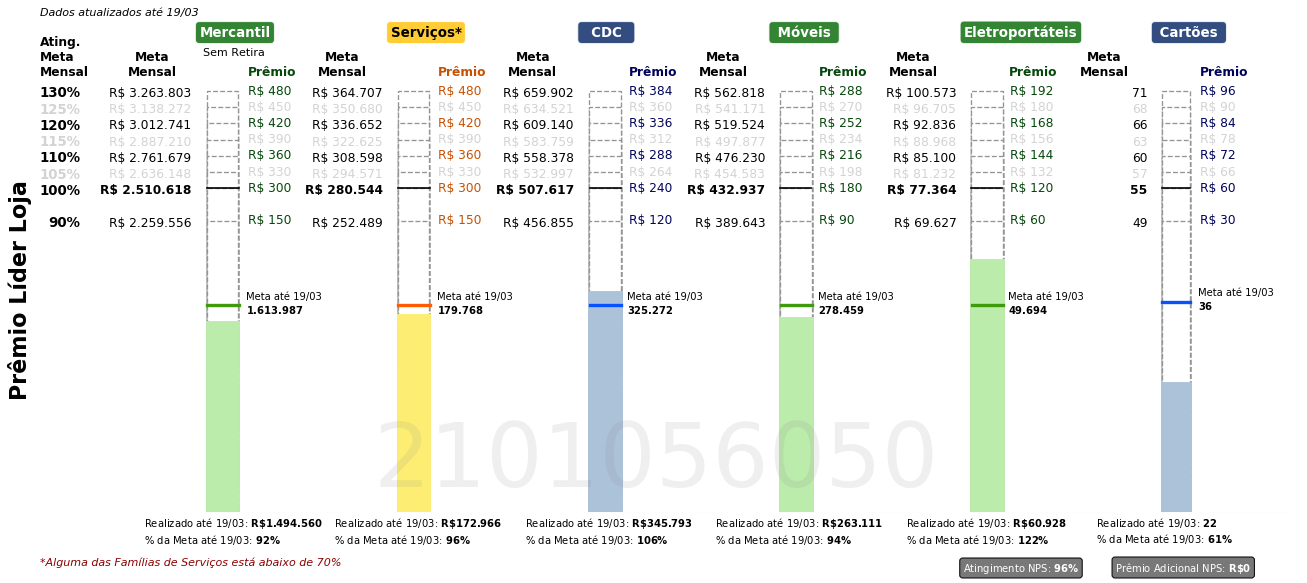 Dados atualizados até 19/03
Mercantil Serviços* CDC Móveis Eletroportáteis Cartões
Sem Retira
Ating. Meta Mensal Meta Mensal Prêmio Meta Mensal Prêmio Meta Mensal Prêmio Meta Mensal Prêmio Meta Mensal Prêmio Meta Mensal Prêmio
130% R$ 3.263.803 R$ 480 R$ 364.707 R$ 480 R$ 659.902 R$ 384 R$ 562.818 R$ 288 R$ 100.573 R$ 192 71 R$ 96
125% R$ 3.138.272 R$ 450 R$ 350.680 R$ 450 R$ 634.521 R$ 360 R$ 541.171 R$ 270 R$ 96.705 R$ 180 68 R$ 90
120% R$ 3.012.741 R$ 420 R$ 336.652 R$ 420 R$ 609.140 R$ 336 R$ 519.524 R$ 252 R$ 92.836 R$ 168 66 R$ 84
115% R$ 2.887.210 R$ 390 R$ 322.625 R$ 390 R$ 583.759 R$ 312 R$ 497.877 R$ 234 R$ 88.968 R$ 156 63 R$ 78
110% R$ 2.761.679 R$ 360 R$ 308.598 R$ 360 R$ 558.378 R$ 288 R$ 476.230 R$ 216 R$ 85.100 R$ 144 60 R$ 72
105% R$ 2.636.148 R$ 330 R$ 294.571 R$ 330 R$ 532.997 R$ 264 R$ 454.583 R$ 198 R$ 81.232 R$ 132 57 R$ 66
100% R$ 2.510.618 R$ 300 R$ 280.544 R$ 300 R$ 507.617 R$ 240 R$ 432.937 R$ 180 R$ 77.364 R$ 120 55 R$ 60
90% R$ 2.259.556 R$ 150 R$ 252.489 R$ 150 R$ 456.855 R$ 120 R$ 389.643 R$ 90 R$ 69.627 R$ 60 49 R$ 30
Prêmio Líder Loja
Meta até 19/03 Meta até 19/03 Meta até 19/03 Meta até 19/03 Meta até 19/03 Meta até 19/03
1.613.987 179.768 325.272 278.459 49.694 36
2101056050
Realizado até 19/03: R$1.494.560 Realizado até 19/03: R$172.966 Realizado até 19/03: R$345.793 Realizado até 19/03: R$263.111 Realizado até 19/03: R$60.928 Realizado até 19/03: 22
% da Meta até 19/03: 92% % da Meta até 19/03: 96% % da Meta até 19/03: 106% % da Meta até 19/03: 94% % da Meta até 19/03: 122% % da Meta até 19/03: 61%
*Alguma das Famílias de Serviços está abaixo de 70%
Atingimento NPS: 96% Prêmio Adicional NPS: R$0